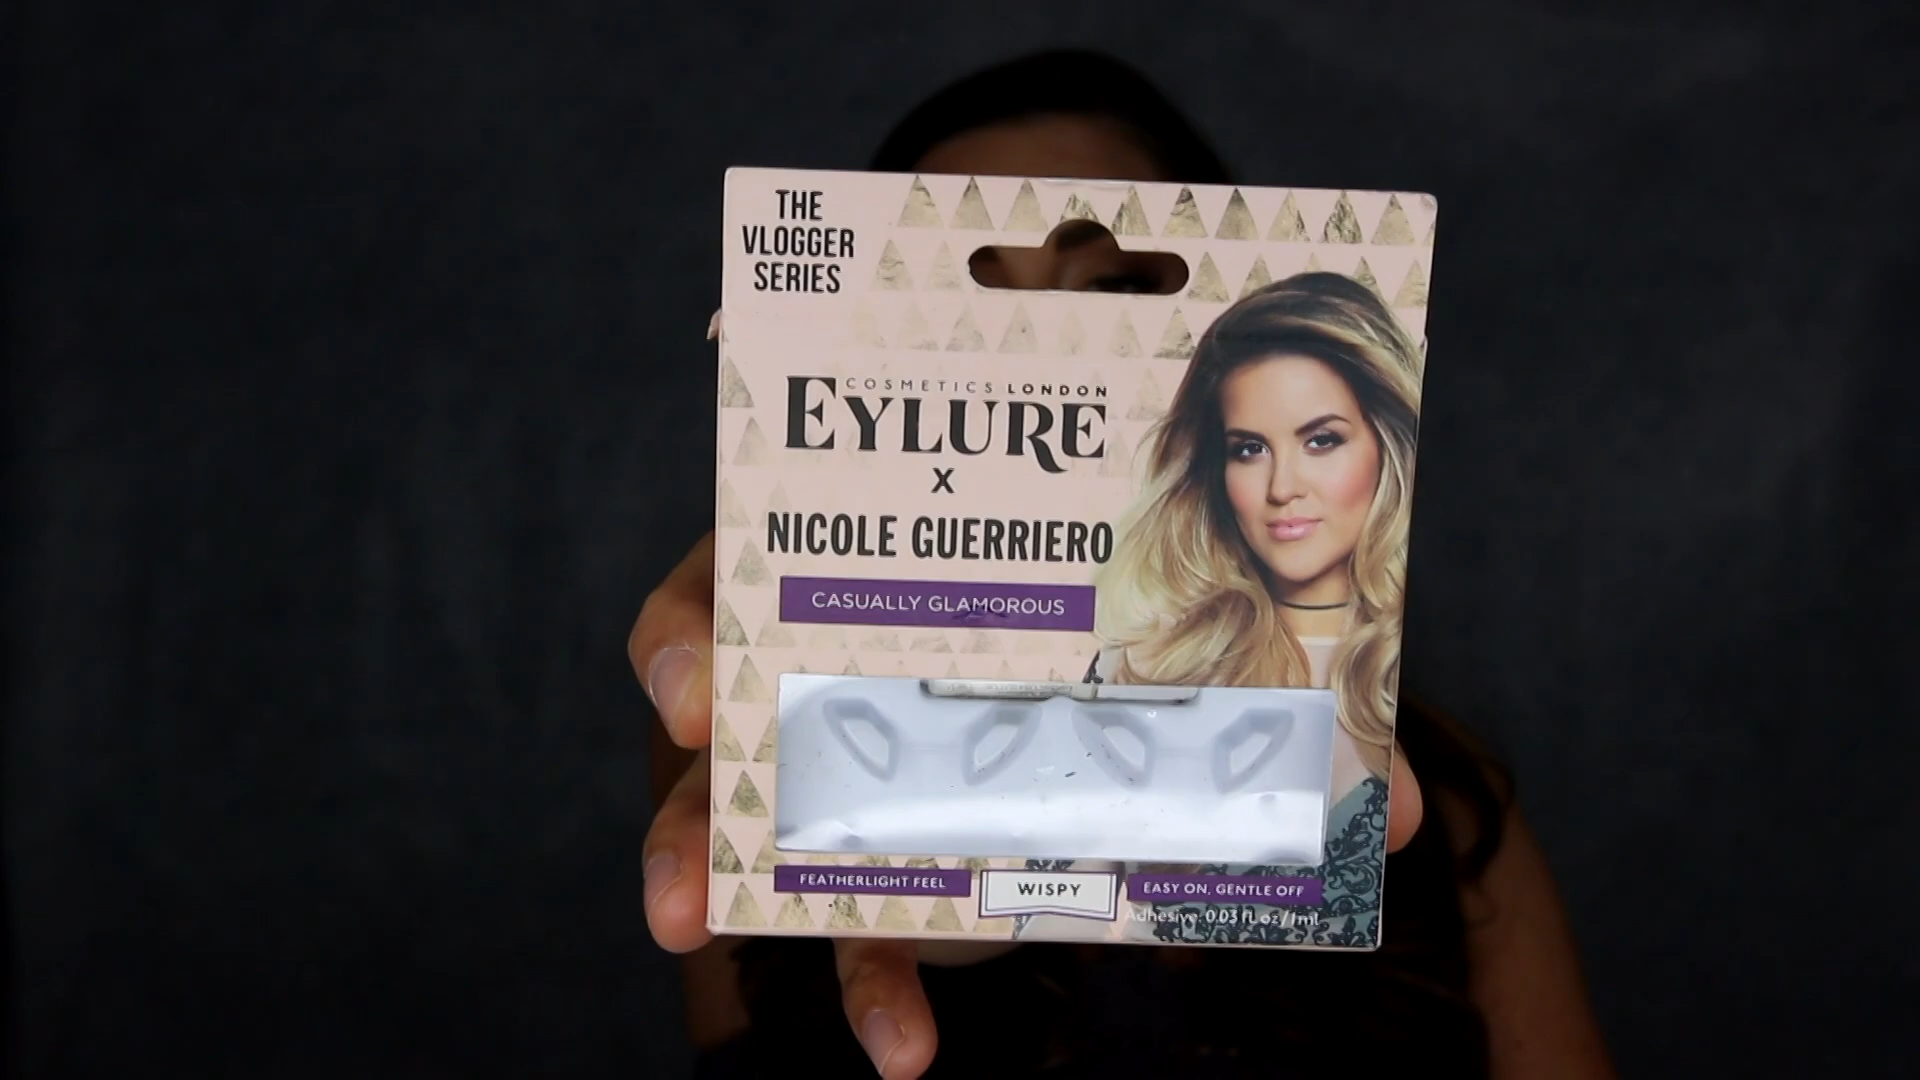 THE
VLOGGER
SERIES
COSMETICS LONDON
EYLURE
X
NICOLE GUERRIERO
CASUALLY GLAMOROUS
FEATHERLIGHT FEEL
WISPY
EASY ON, GENTLE OFF
Adhesive: 0.03 fl oz/1ml